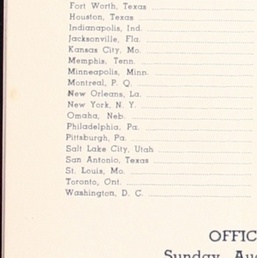 Fort Worth, Texas
Houston, Texas
Indianapolis, Ind.
Jacksonville, Fla.
Kansas City, Mo.
Memphis, Tenn.
Minneapolis, Minn.
Montreal, P. Q.
New Orleans, La.
New York, N. Y.
Omaha, Neb.
Philadelphia, Pa.
Pittsburgh, Pa.
Salt Lake City, Utah
San Antonio, Texas
St. Louis, Mo.
Toronto, Ont.
Washington, D. C.
OFFIC
Sunday, Au